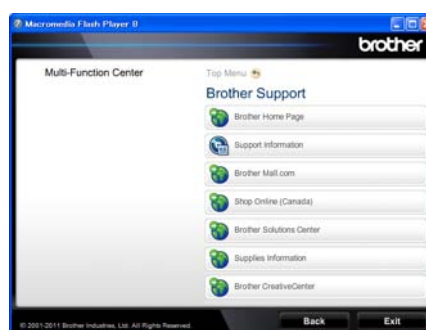 Macromedia Flash Player 8
brother
Multi-Function Center
Top Menu
Brother Support
Brother Home Page
Support Information
Brother Mall.com
Shop Online (Canada)
Brother Solutions Center
Supplies Information
Brother CreativeCenter
© 2001-2011 Brother Industries, Ltd. All Rights Reserved.
Back
Exit